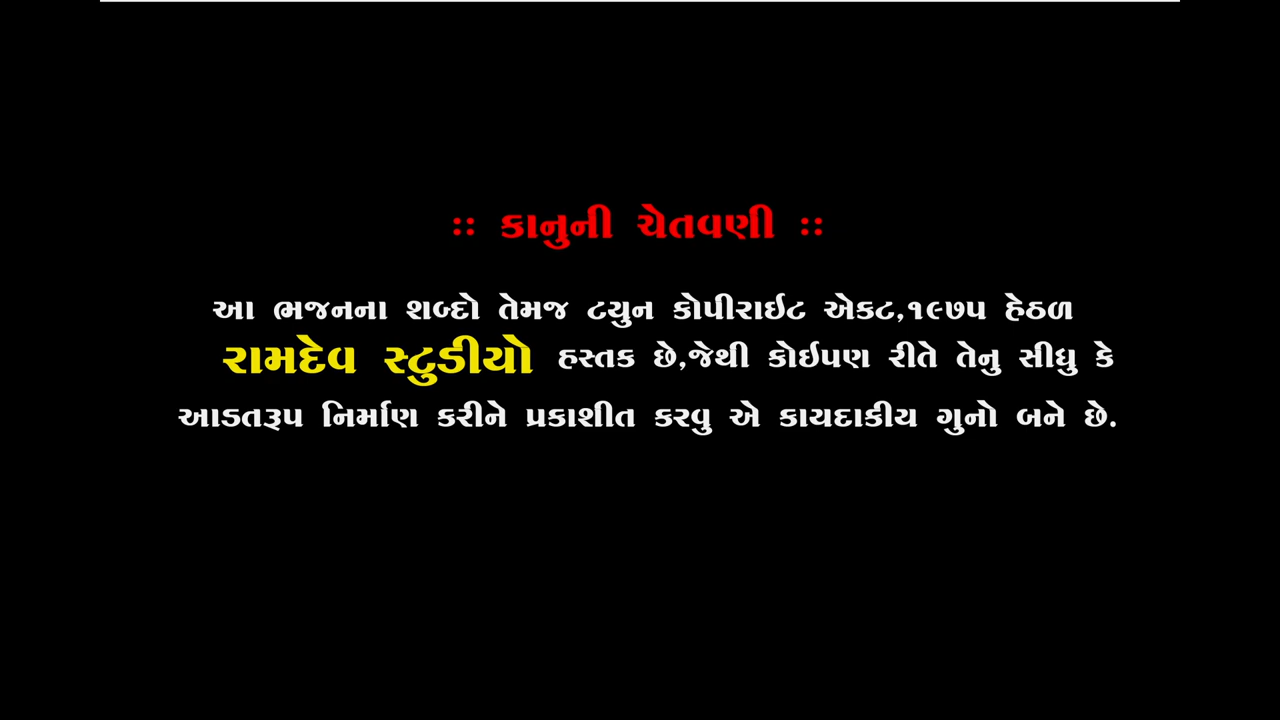 :: કાનુની ચેતવણી ::
આ ભજનના શબ્દો તેમજ ટયુન કોપીરાઈટ એકટ,૧૯૭૫ હેઠળ
રામદેવ સ્ટુડીયો હસ્તક છે,જેથી કોઈપણ રીતે તેનુ સીધુ કે
આડતરૂપ નિર્માણ કરીને પ્રકાશીત કરવુ એ કાયદાકીય ગુનો બને છે.